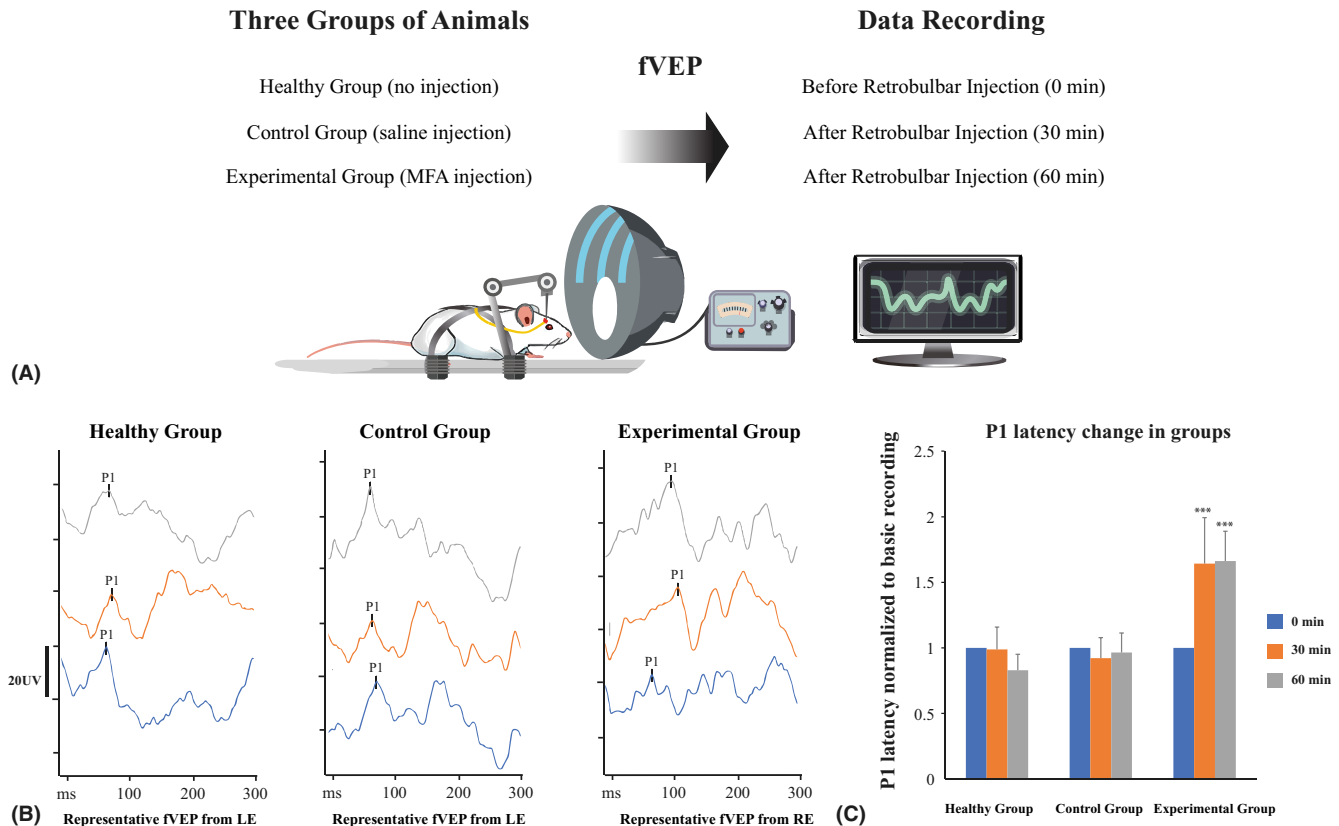 Three Groups of Animals
Data Recording
fVEP
Healthy Group (no injection)
Control Group (saline injection)
Experimental Group (MFA injection)
Before Retrobulbar Injection (0 min)
After Retrobulbar Injection (30 min)
After Retrobulbar Injection (60 min)
(A)
Healthy Group
P1
P1
P1
20UV
ms 100 200 300
Representative fVEP from LE
(B)
Control Group
P1
P1
P1
ms 100 200 300
Representative fVEP from LE
Experimental Group
P1
P1
P1
ms 100 200 300
Representative fVEP from RE
P1 latency change in groups
P1 latency normalized to basic recording
2.5
2
1.5
1
0.5
0
***
***
Healthy Group
Control Group
Experimental Group
0 min
30 min
60 min
(C)